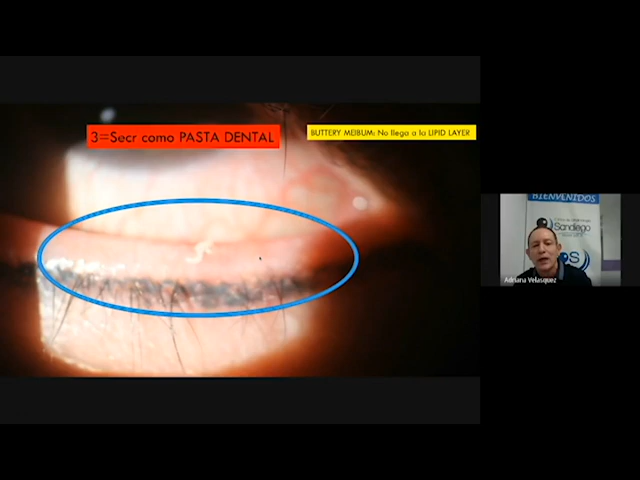 3=Secr como PASTA DENTAL
BUTTERY MEIBUM: No llega a la LIPID LAYER
BIENVENIDOS
Sandiego
Adriana Velasquez